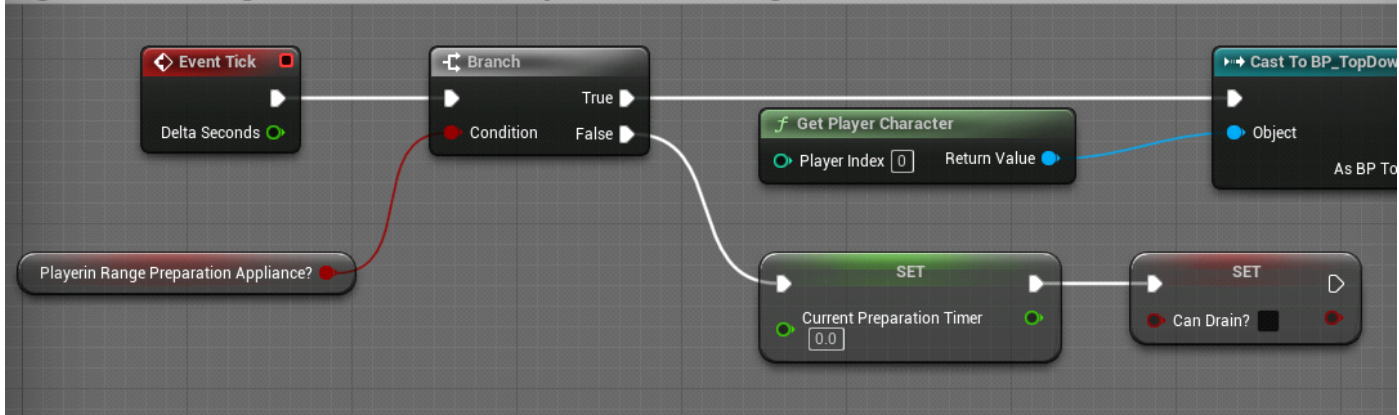 Event Tick
Delta Seconds
Branch
True
Condition
False
f Get Player Character
Player Index 0
Return Value
Cast To BP_TopDow
Object
As BP To
Playerin Range Preparation Appliance?
SET
Current Preparation Timer
0.0
SET
Can Drain?